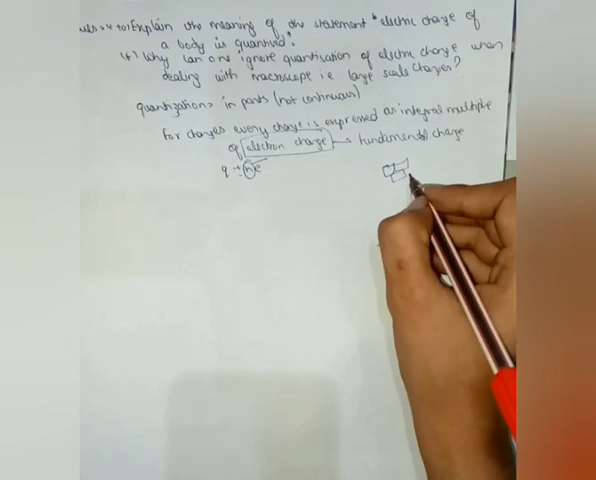 (a) Explain the meaning of the statement "electric charge of
a body is quantised".
(b) Why can one ignore quantisation of electric charge when
dealing with macroscopic i.e. large scale charges?
quantization → in parts (not continuous)
For charges every charge is expressed as integral multiple
of electron charge → fundamental charge
q → ne